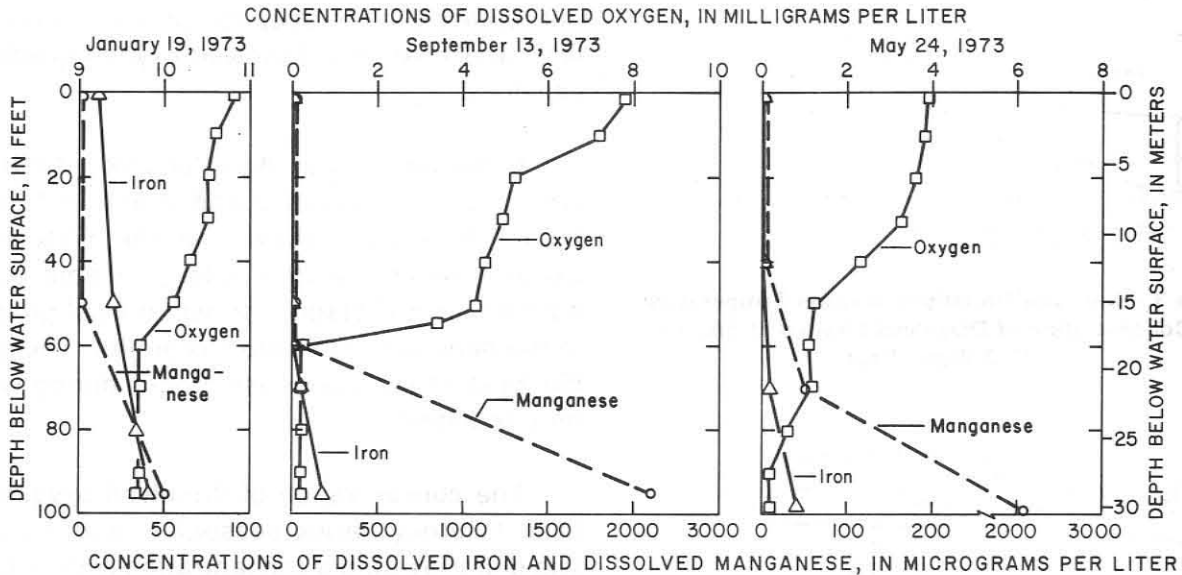 CONCENTRATIONS OF DISSOLVED OXYGEN, IN MILLIGRAMS PER LITER
January 19, 1973
September 13, 1973
May 24, 1973
9 10 11
0 2 4 6 8 10
0 2 4 6 8
DEPTH BELOW WATER SURFACE, IN FEET
0
20
40
60
80
100
Iron
Oxygen
Manga-
nese
Oxygen
Manganese
Iron
Oxygen
Manganese
Iron
0
5
10
15
20
25
30
DEPTH BELOW WATER SURFACE, IN METERS
0 50 100
0 500 1000 1500 2000 2500
0 100 200 2000 3000
CONCENTRATIONS OF DISSOLVED IRON AND DISSOLVED MANGANESE, IN MICROGRAMS PER LITER